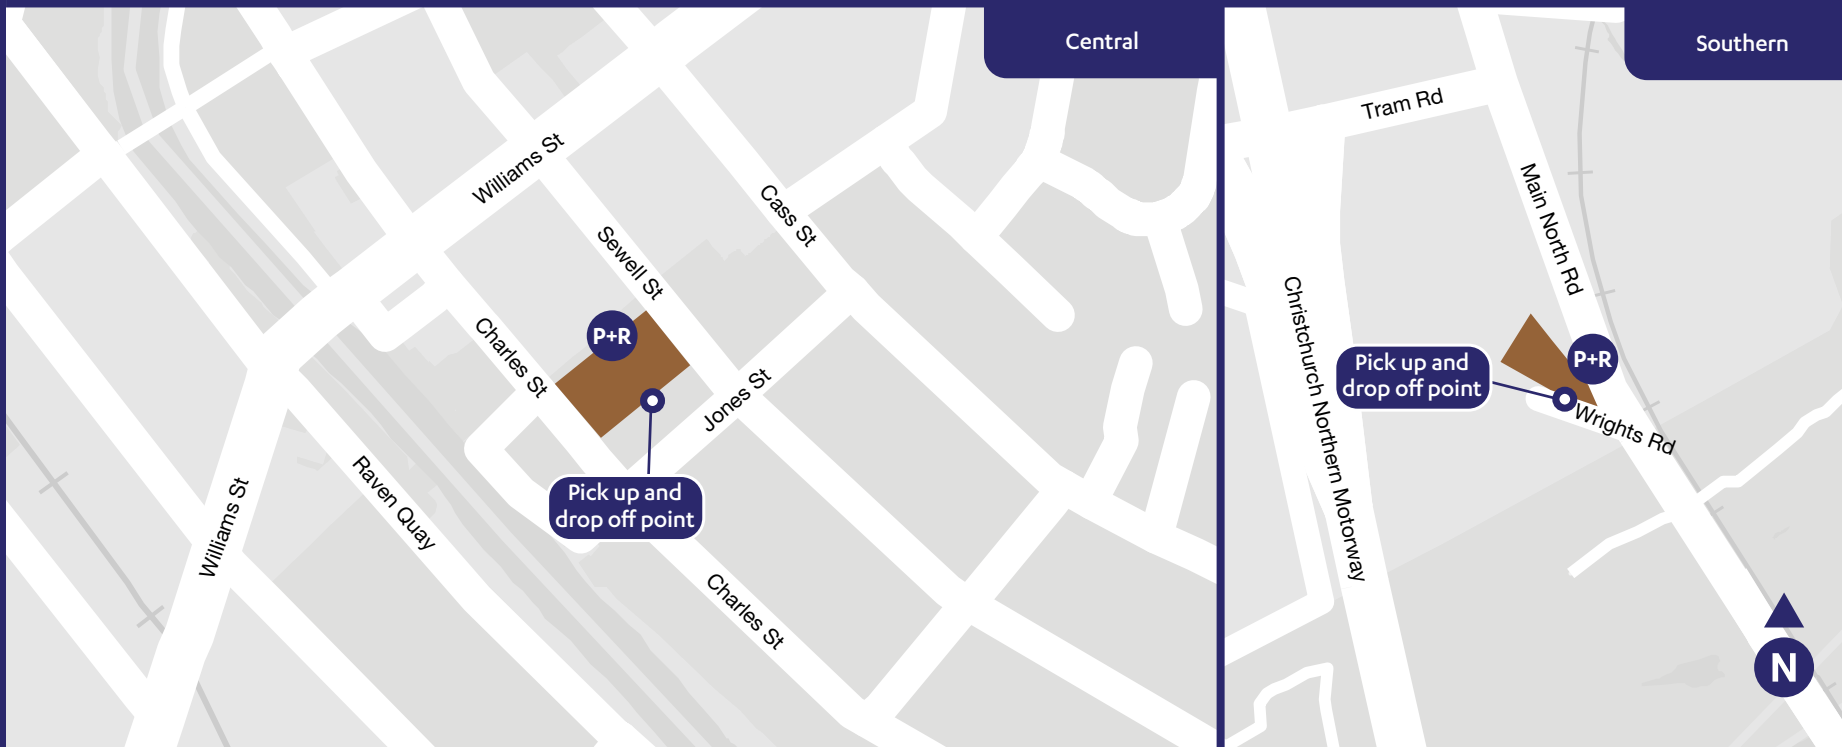 Central
Williams St
Cass St
Sewell St
P+R
Charles St
Jones St
Pick up and
drop off point
Raven Quay
Williams St
Charles St
Southern
Tram Rd
Main North Rd
Christchurch Northern Motorway
P+R
Pick up and
drop off point
Wrights Rd
N